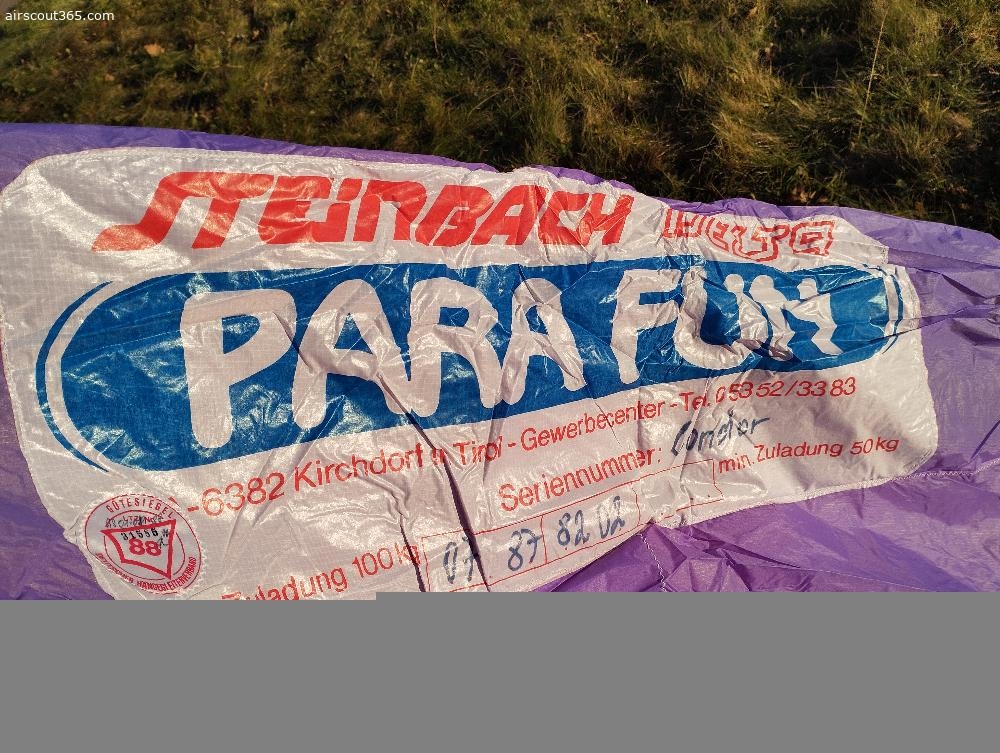 airscout365.com
STEINBACH
PARA FUN
-6382 Kirchdorf Tirol - Gewerbecenter - Tel. 05352/3383
Seriennummer:
min. Zuladung 50kg
Zuladung 100kg
07 87 82 02
GÜTESIEGEL
88